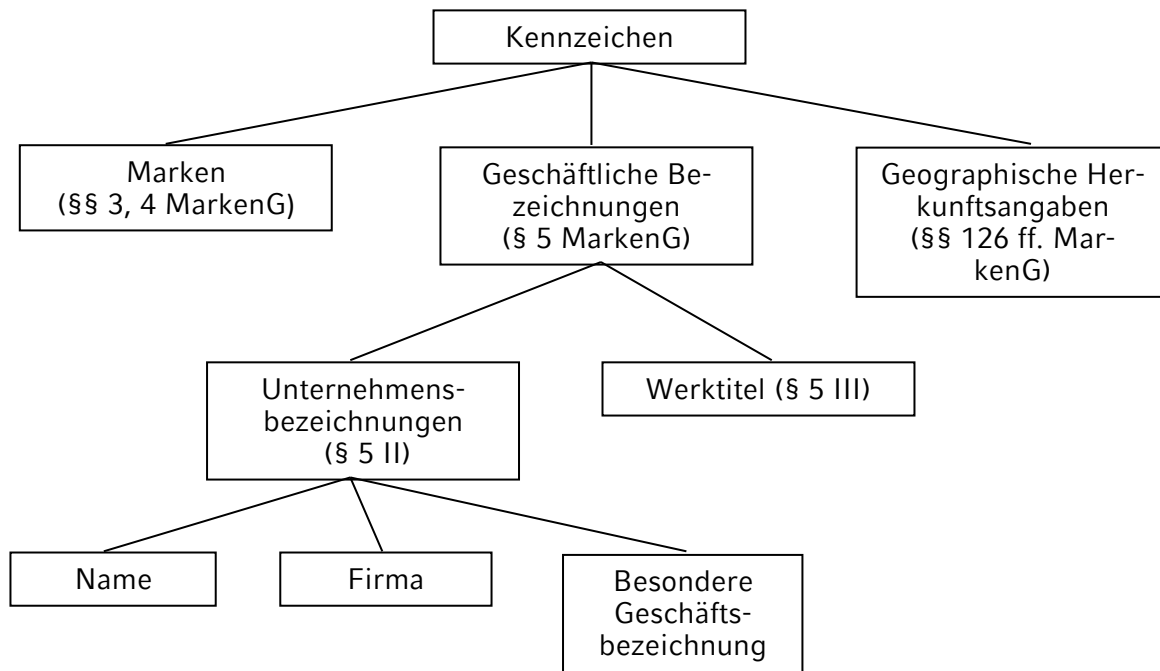 Kennzeichen
Marken
(§§ 3, 4 MarkenG)
Geschäftliche Be-
zeichnungen
(§ 5 MarkenG)
Geographische Her-
kunftsangaben
(§§ 126 ff. Mar-
kenG)
Unternehmens-
bezeichnungen
(§ 5 II)
Werktitel (§ 5 III)
Name
Firma
Besondere
Geschäfts-
bezeichnung